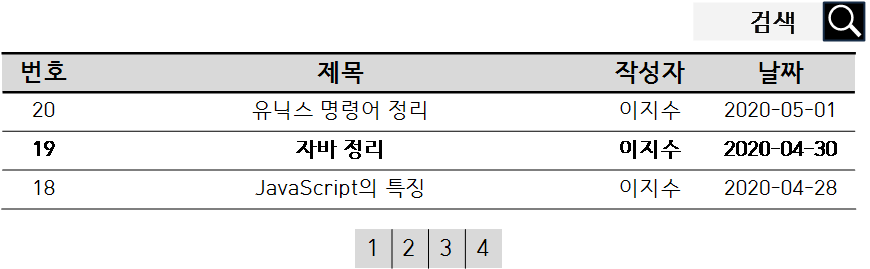 검색
번호 제목 작성자 날짜
20 유닉스 명령어 정리 이지수 2020-05-01
19 자바 정리 이지수 2020-04-30
18 JavaScript의 특징 이지수 2020-04-28
1 2 3 4